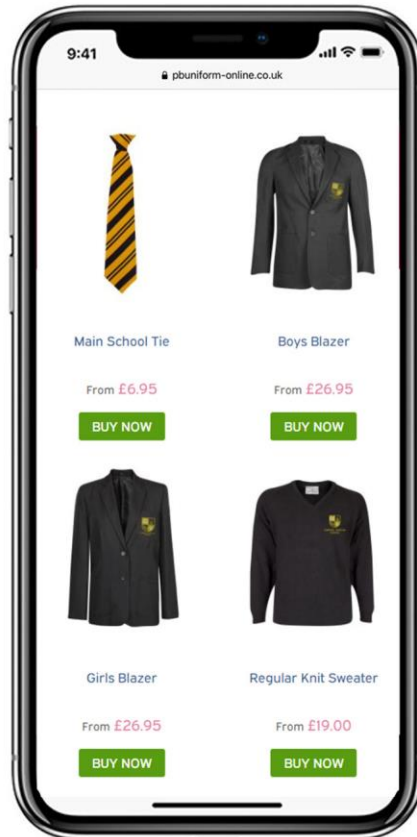 9:41
pbuniform-online.co.uk
Main School Tie
Boys Blazer
From £6.95
From £26.95
BUY NOW
BUY NOW
Girls Blazer
Regular Knit Sweater
From £26.95
From £19.00
BUY NOW
BUY NOW